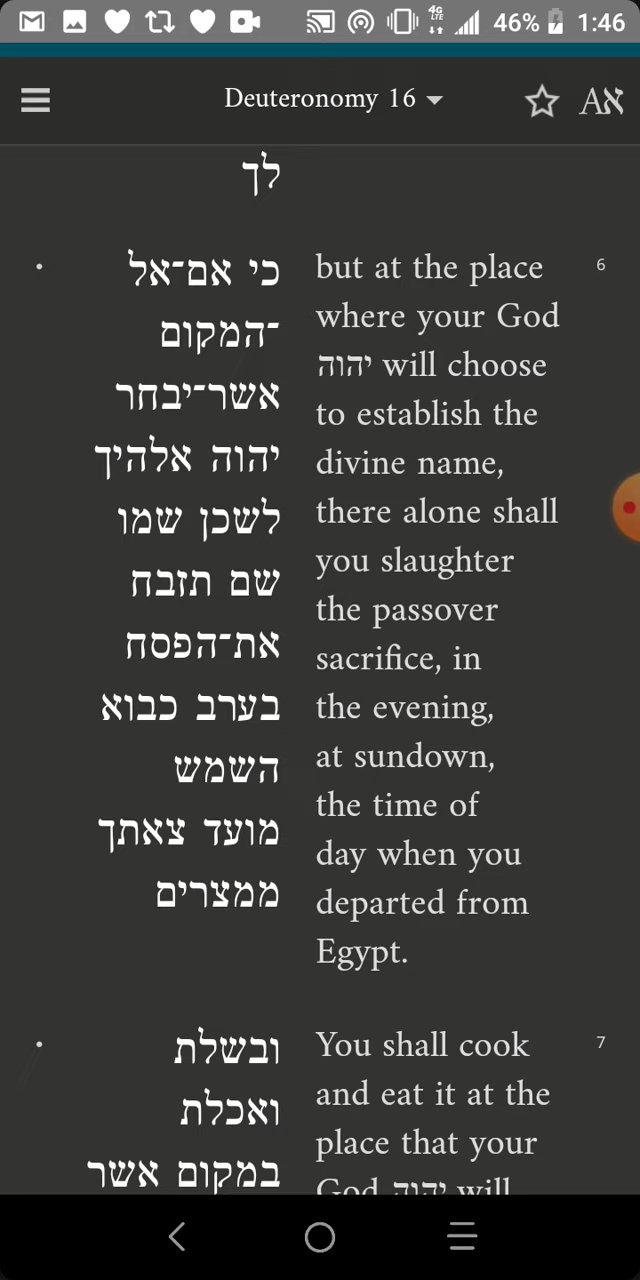 46% 1:46
Deuteronomy 16
Aא
לך
כי אם־אל
־המקום
אשר־יבחר
יהוה אלהיך
לשכן שמו
שם תזבח
את־הפסח
בערב כבוא
השמש
מועד צאתך
ממצרים
6
but at the place
where your God
יהוה will choose
to establish the
divine name,
there alone shall
you slaughter
the passover
sacrifice, in
the evening,
at sundown,
the time of
day when you
departed from
Egypt.
ובשלת
ואכלת
במקום אשר
7
You shall cook
and eat it at the
place that your
God יהוה will